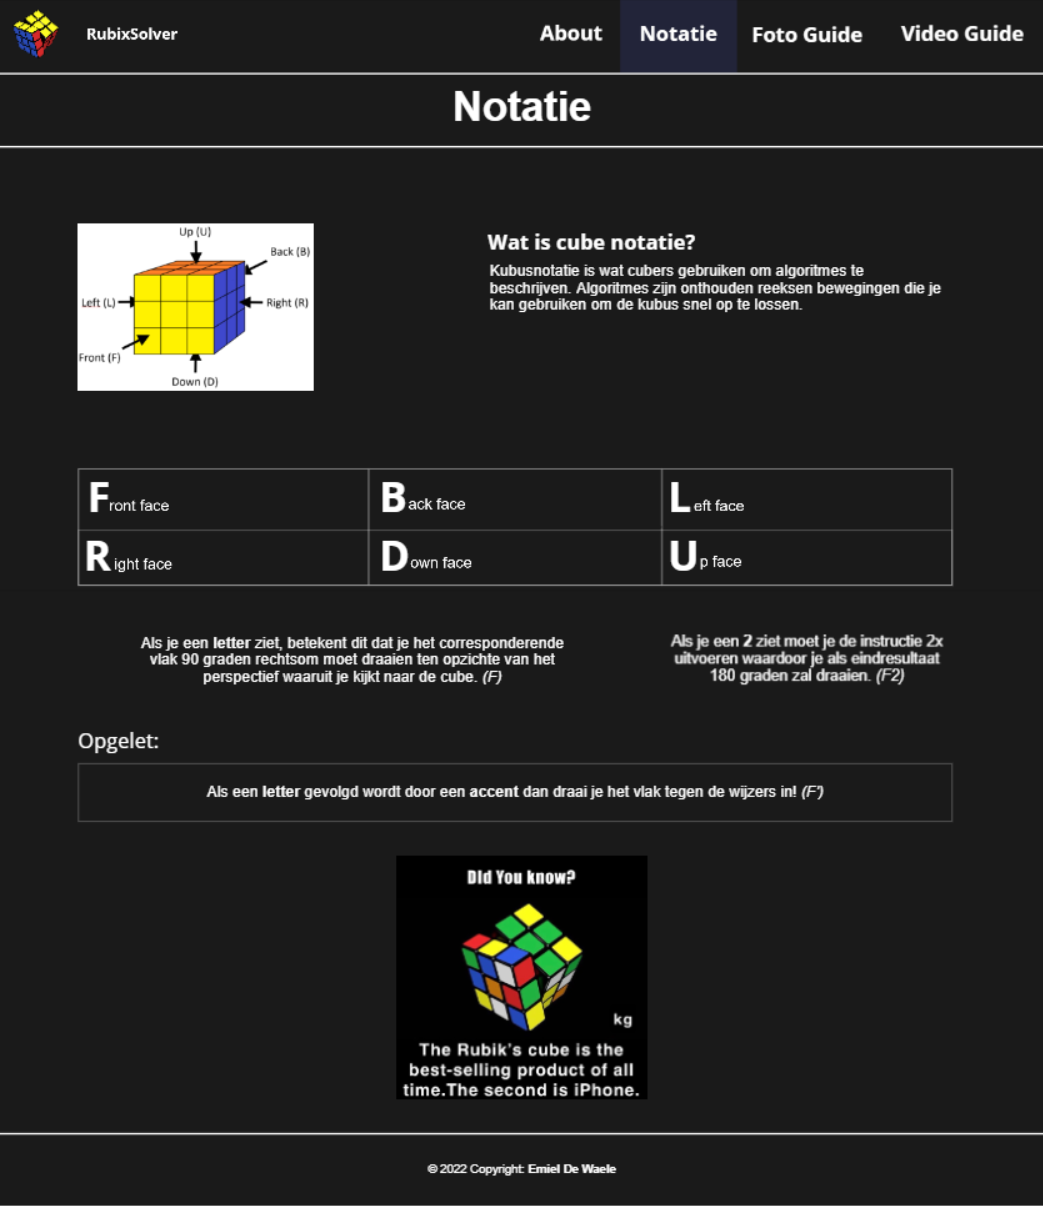 RubixSolver
About
Notatie
Foto Guide
Video Guide
Notatie
Up (U)
Back (B)
Left (L)
Right (R)
Front (F)
Down (D)
Wat is cube notatie?
Kubusnotatie is wat cubers gebruiken om algoritmes te
beschrijven. Algoritmes zijn onthouden reeksen bewegingen die je
kan gebruiken om de kubus snel op te lossen.
Front face
Back face
Left face
Right face
Down face
Up face
Als je een letter ziet, betekent dit dat je het corresponderende
vlak 90 graden rechtsom moet draaien ten opzichte van het
perspectief waaruit je kijkt naar de cube. (F)
Als je een 2 ziet moet je de instructie 2x
uitvoeren waardoor je als eindresultaat
180 graden zal draaien. (F2)
Opgelet:
Als een letter gevolgd wordt door een accent dan draai je het vlak tegen de wijzers in! (F')
Did You know?
kg
The Rubik's cube is the
best-selling product of all
time.The second is iPhone.
© 2022 Copyright: Emiel De Waele